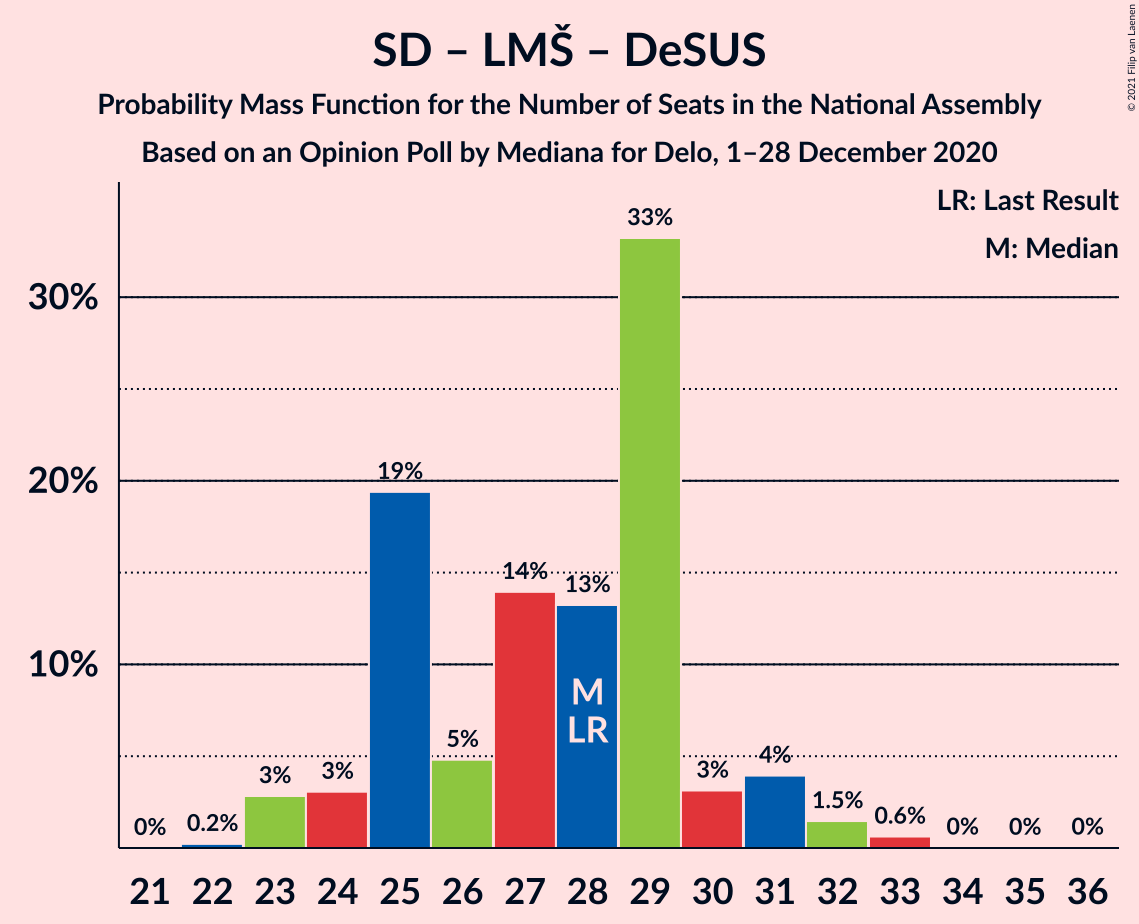 SD – LMŠ – DeSUS
Probability Mass Function for the Number of Seats in the National Assembly
Based on an Opinion Poll by Mediana for Delo, 1–28 December 2020
© 2021 Filip van Laenen
LR: Last Result
M: Median
30%
20%
10%
0%
0.2%
3%
3%
19%
5%
14%
13%
33%
3%
4%
1.5%
0.6%
0%
0%
0%
M
LR
21 22 23 24 25 26 27 28 29 30 31 32 33 34 35 36